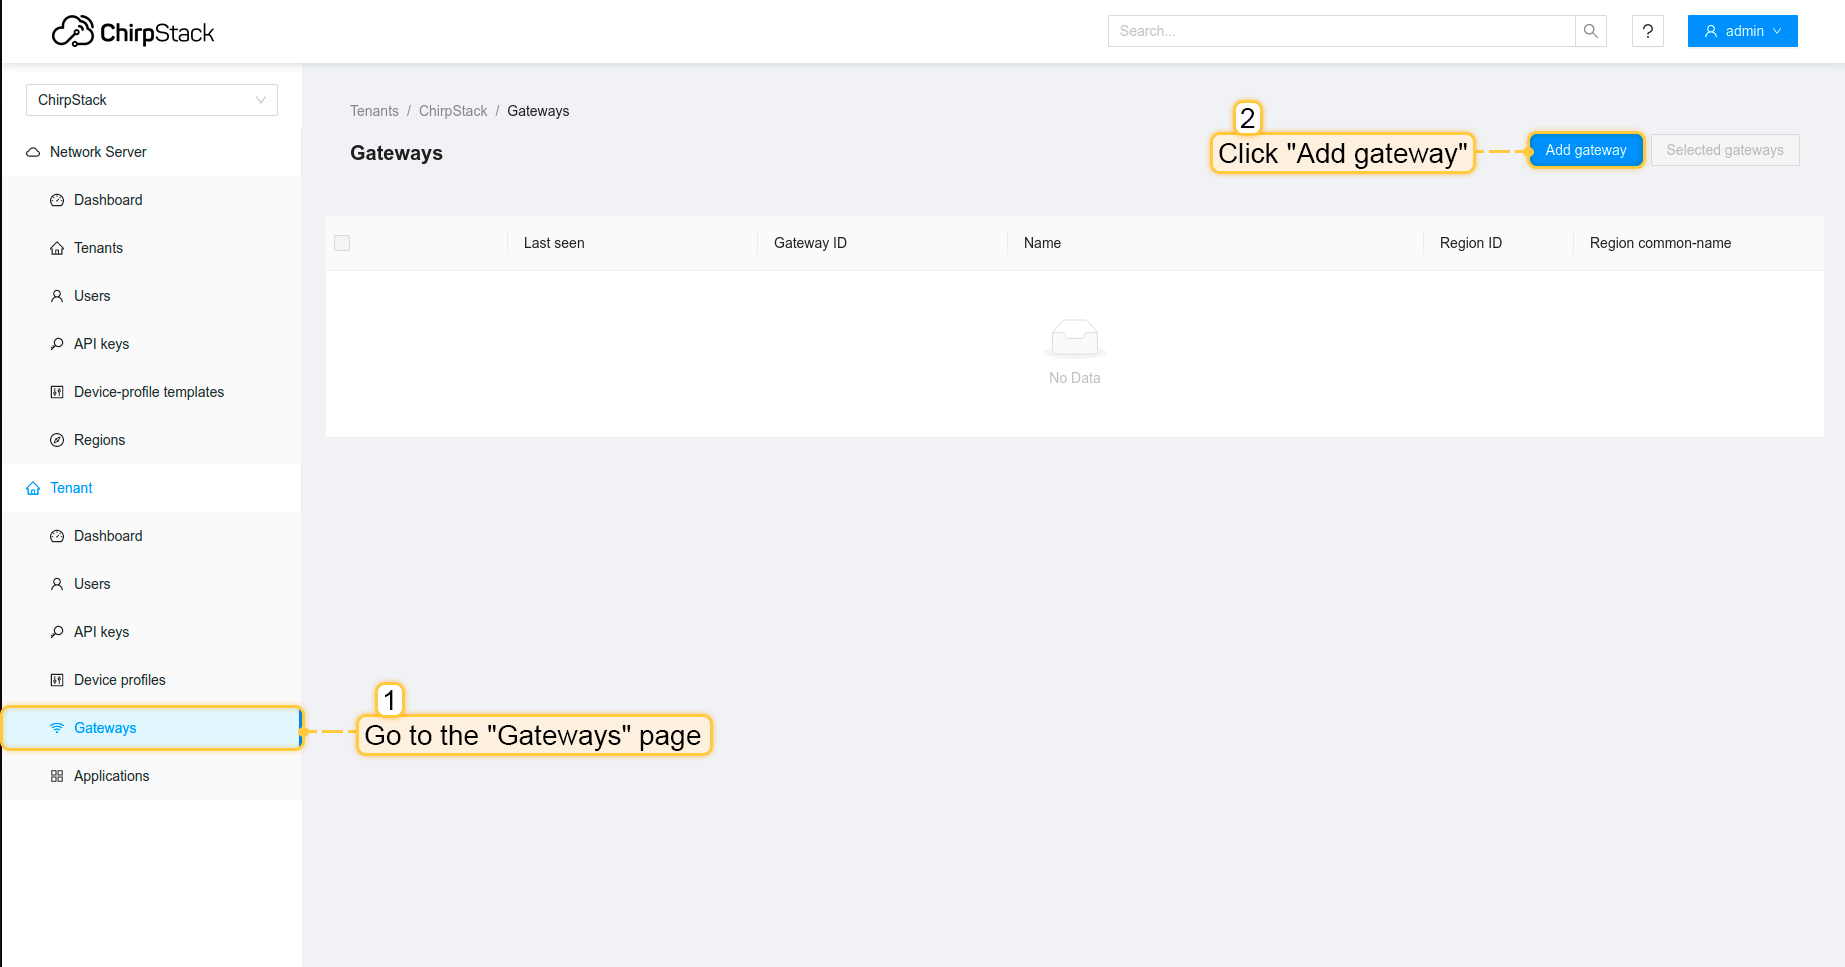 ChirpStack
Search...
?
admin
ChirpStack
Network Server
Dashboard
Tenants
Users
API keys
Device-profile templates
Regions
Tenant
Dashboard
Users
API keys
Device profiles
Gateways
Applications
Tenants / ChirpStack / Gateways
Gateways
2
Click "Add gateway"
Add gateway
Selected gateways
Last seen
Gateway ID
Name
Region ID
Region common-name
No Data
1
Go to the "Gateways" page